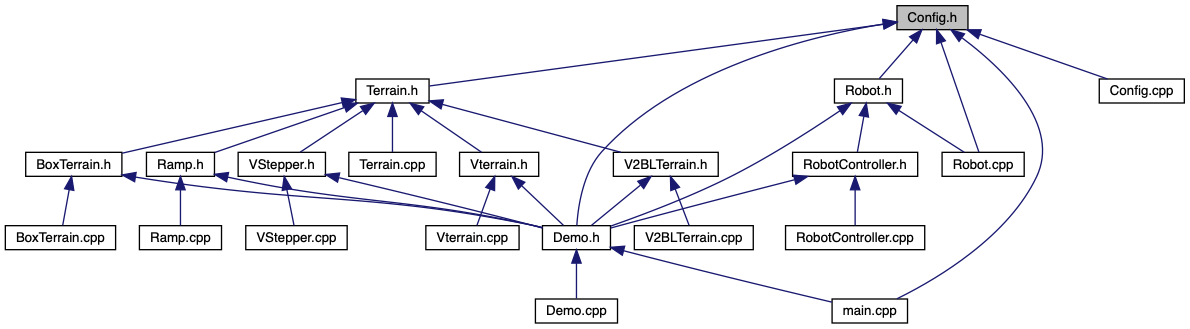 Config.h
Terrain.h
Robot.h
Config.cpp
BoxTerrain.h
Ramp.h
VStepper.h
Terrain.cpp
Vterrain.h
V2BLTerrain.h
RobotController.h
Robot.cpp
BoxTerrain.cpp
Ramp.cpp
VStepper.cpp
Vterrain.cpp
Demo.h
V2BLTerrain.cpp
RobotController.cpp
Demo.cpp
main.cpp